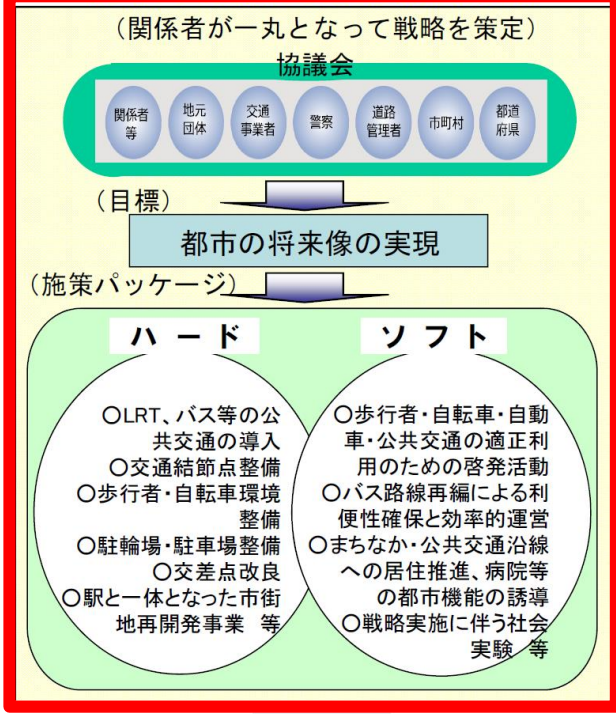 (関係者が一丸となって戦略を策定)
協議会
関係者
等
地元
団体
交通
事業者
警察
道路
管理者
市町村
都道
府県
(目標)
都市の将来像の実現
(施策パッケージ)
ハード
○LRT、バス等の公
共交通の導入
○交通結節点整備
○歩行者・自転車環境
整備
○駐輪場・駐車場整備
○交差点改良
○駅と一体となった市街
地再開発事業 等
ソフト
○歩行者・自転車・自動
車・公共交通の適正利
用のための啓発活動
○バス路線再編による利
便性確保と効率的運営
○まちなか・公共交通沿線
への居住推進、病院等
の都市機能の誘導
○戦略実施に伴う社会
実験 等